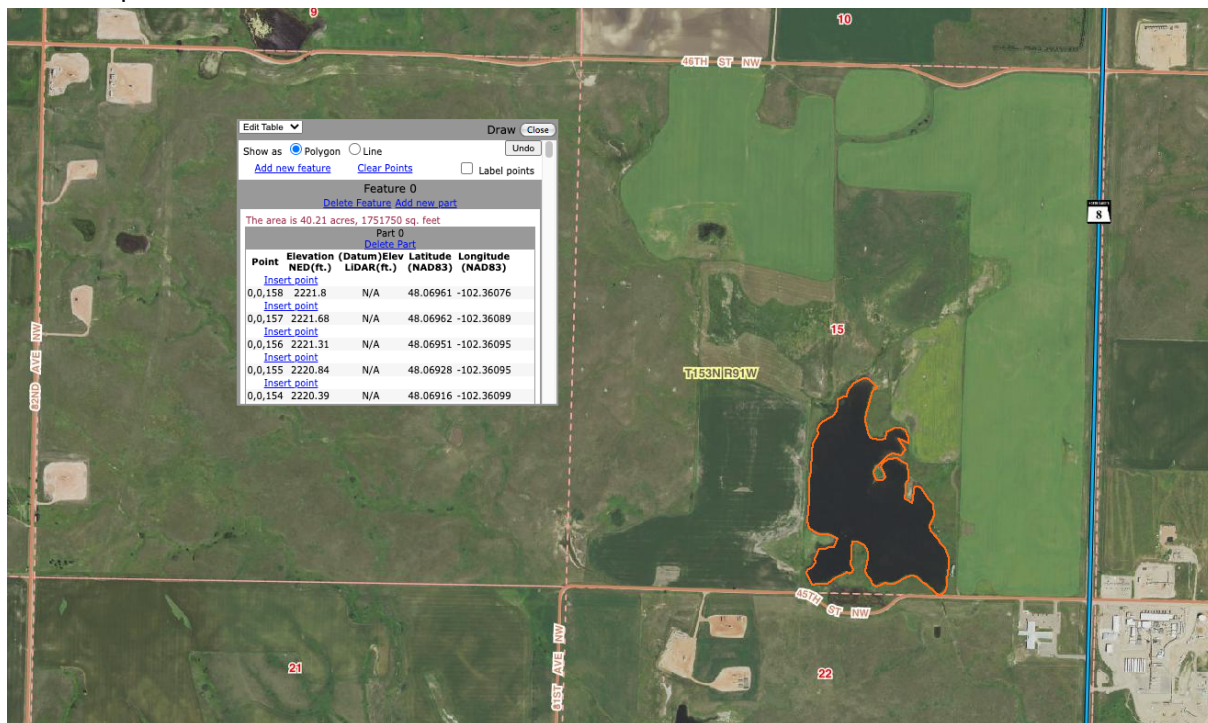 9
10
46TH ST NW
Edit Table
Draw Close
Show as Polygon Line Undo
Add new feature Clear Points Label points
Feature 0
Delete Feature Add new part
The area is 40.21 acres, 1751750 sq. feet
Part 0
Delete Part
Point Elevation NED(ft.) (Datum)Elev LiDAR(ft.) Latitude (NAD83) Longitude (NAD83)
Insert point
0,0,158 2221.8 N/A 48.06961 -102.36076
Insert point
0,0,157 2221.68 N/A 48.06962 -102.36089
Insert point
0,0,156 2221.31 N/A 48.06951 -102.36095
Insert point
0,0,155 2220.84 N/A 48.06928 -102.36095
Insert point
0,0,154 2220.39 N/A 48.06916 -102.36099
8
15
82ND AVE NW
T153N R91W
45TH ST NW
81ST AVE NW
21
22